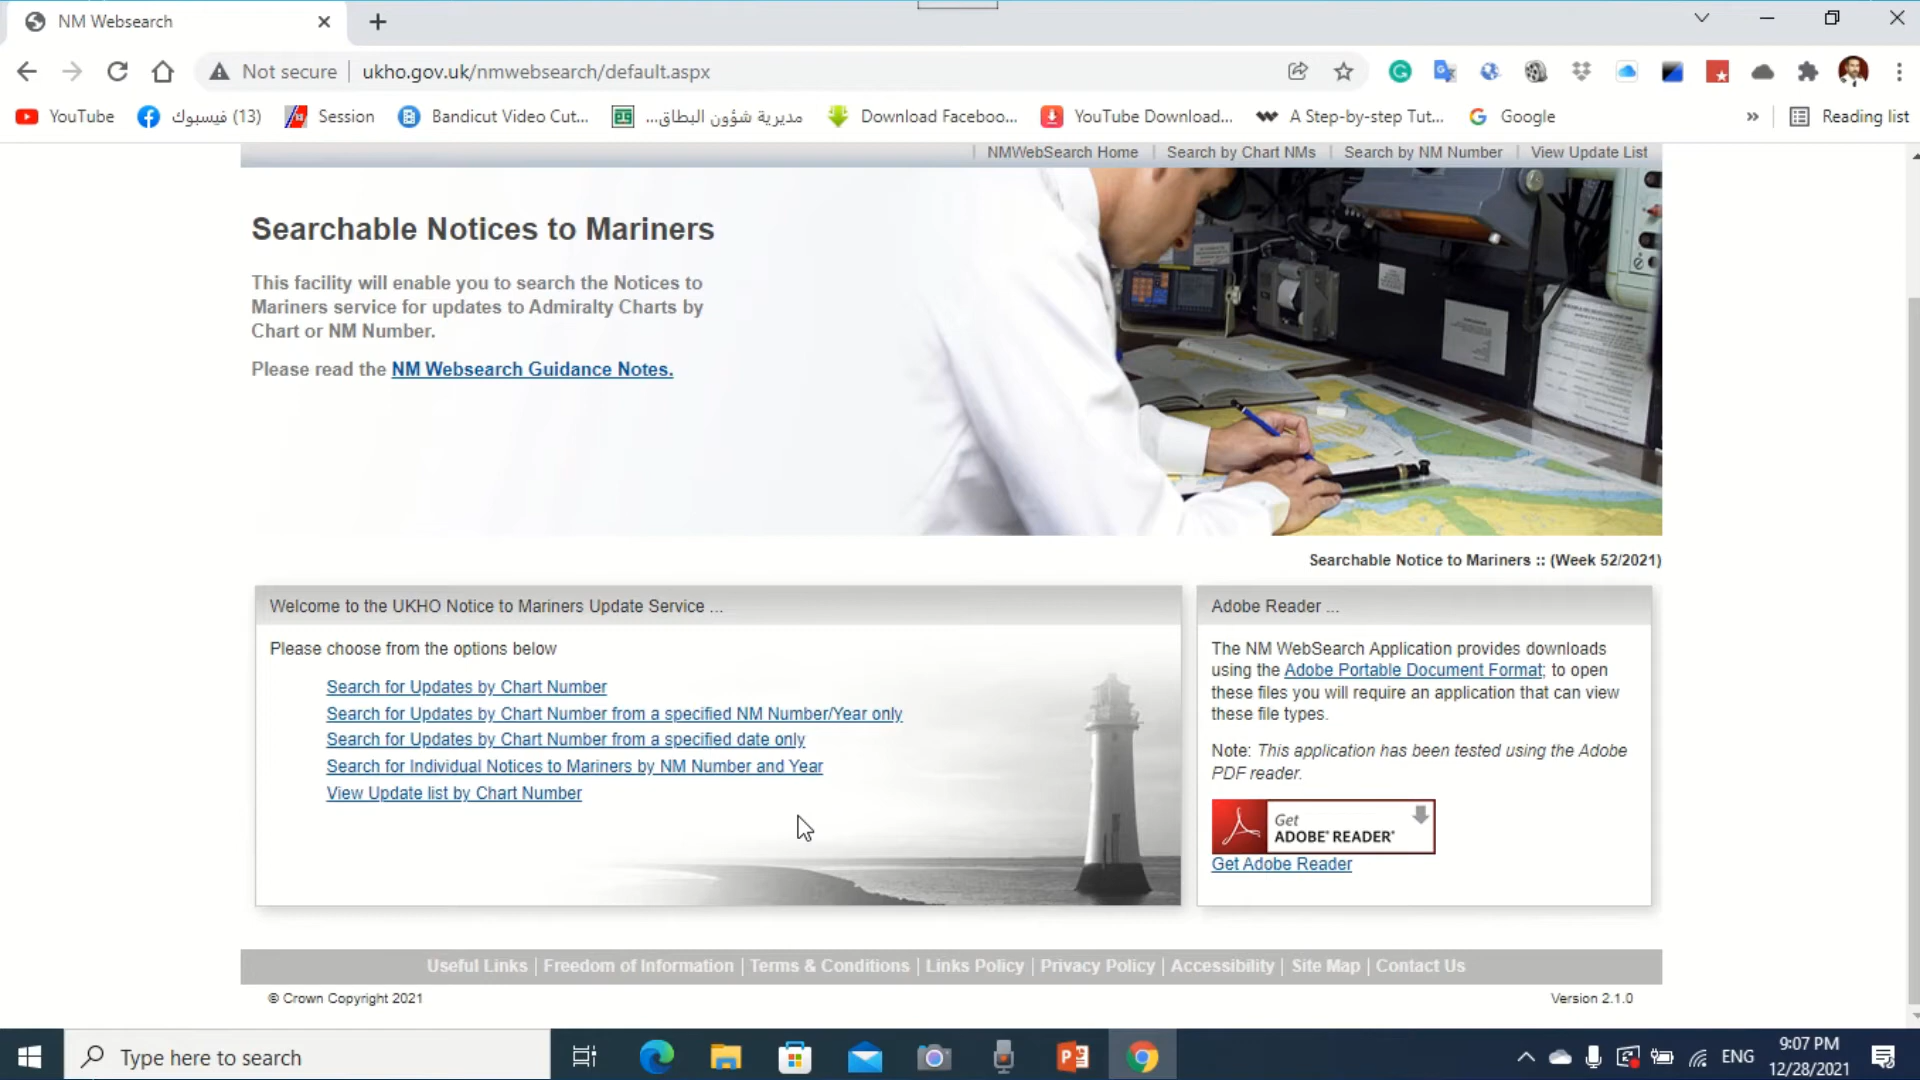 NM Websearch
Not secure
ukho.gov.uk/nmwebsearch/default.aspx
YouTube
(13) فيسبوك
Session
Bandicut Video Cut...
مديرية شؤون البطاق...
Download Faceboo...
YouTube Download...
A Step-by-step Tut...
Google
»
Reading list
NMWebSearch Home | Search by Chart NMs | Search by NM Number | View Update List
Searchable Notices to Mariners
This facility will enable you to search the Notices to
Mariners service for updates to Admiralty Charts by
Chart or NM Number.
Please read the NM Websearch Guidance Notes.
Searchable Notice to Mariners :: (Week 52/2021)
Welcome to the UKHO Notice to Mariners Update Service ...
Please choose from the options below
Search for Updates by Chart Number
Search for Updates by Chart Number from a specified NM Number/Year only
Search for Updates by Chart Number from a specified date only
Search for Individual Notices to Mariners by NM Number and Year
View Update list by Chart Number
Adobe Reader ...
The NM WebSearch Application provides downloads
using the Adobe Portable Document Format; to open
these files you will require an application that can view
these file types.
Note: This application has been tested using the Adobe
PDF reader.
Get
ADOBE® READER®
Get Adobe Reader
Useful Links | Freedom of Information | Terms & Conditions | Links Policy | Privacy Policy | Accessibility | Site Map | Contact Us
© Crown Copyright 2021
Version 2.1.0
Type here to search
ENG
9:07 PM
12/28/2021